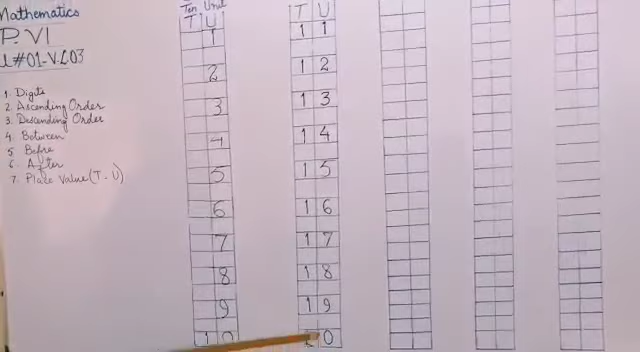 Mathematics
P.VI
#01-V.L03
1. Digits
2. Ascending Order
3. Descending Order
4. Between
5 Before
6. After
7. Place Value (T-U)
Ten Unit
T U
1
2
3
4
5
6
7
8
9
1 0
T U
1 1
1 2
1 3
1 4
1 5
1 6
1 7
1 8
1 9
0